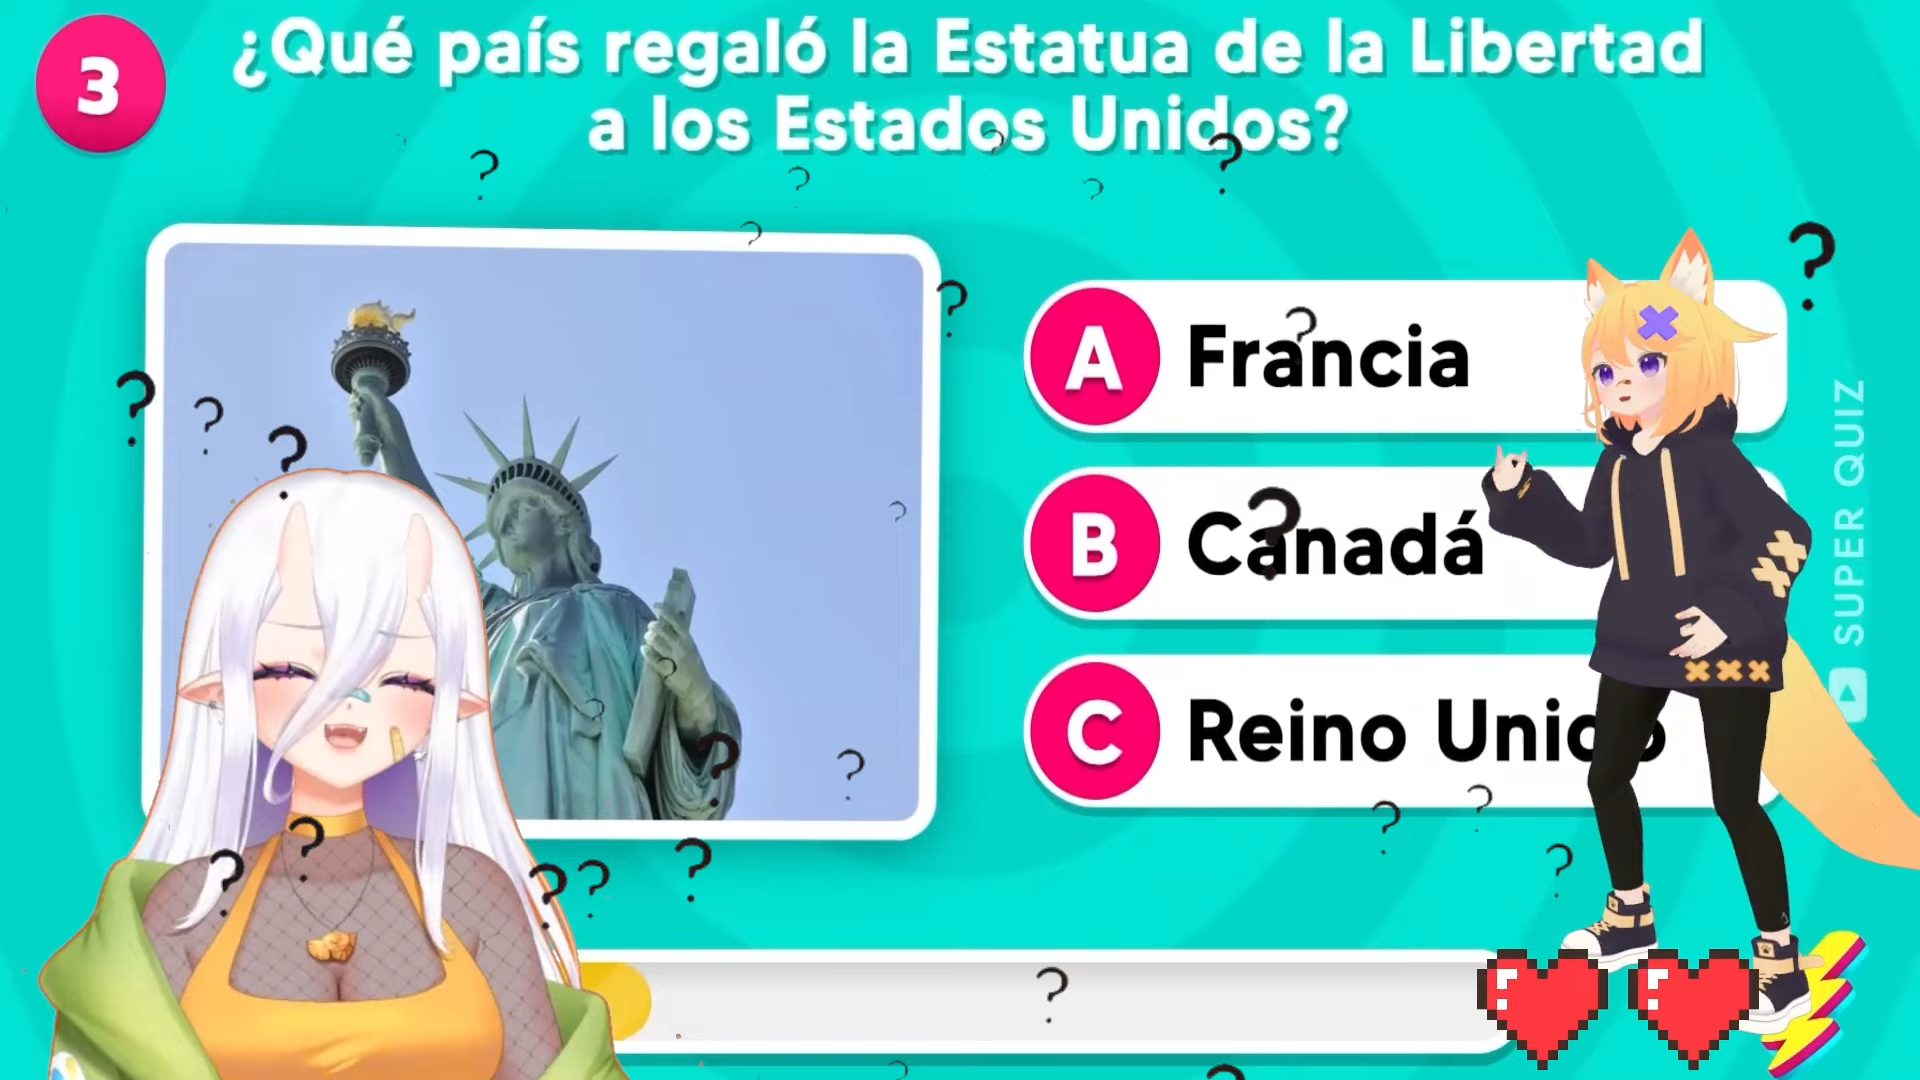 3
¿Qué país regaló la Estatua de la Libertad
a los Estados Unidos?
A Francia
B Canadá
C Reino Unido
SUPER QUIZ